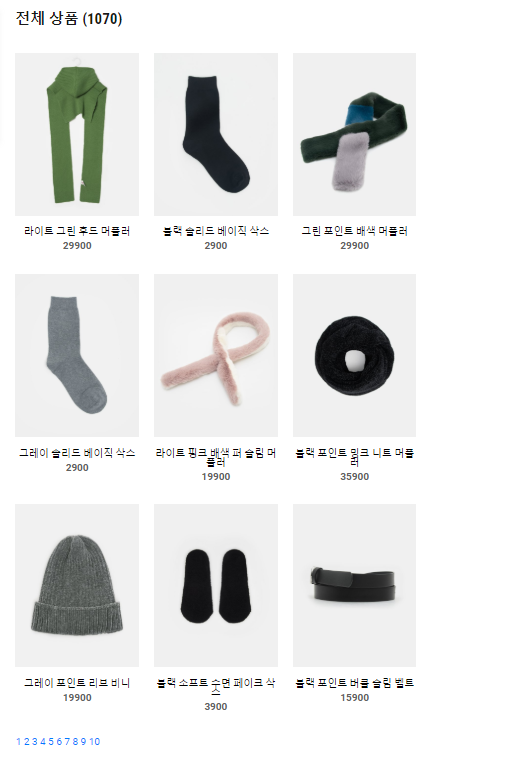 전체 상품 (1070)
라이트 그린 후드 머플러
29900
블랙 솔리드 베이직 삭스
2900
그린 포인트 배색 머플러
29900
그레이 솔리드 베이직 삭스
2900
라이트 핑크 배색 퍼 슬림 머
플러
19900
블랙 포인트 밍크 니트 머플
러
35900
그레이 포인트 리브 비니
19900
블랙 소프트 수면 페이크 삭
스
3900
블랙 포인트 버클 슬림 벨트
15900
1 2 3 4 5 6 7 8 9 10